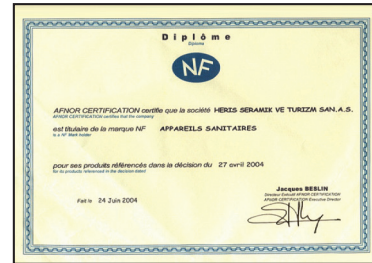 Diplôme
Diploma
NF
AFNOR CERTIFICATION certifie que la société HERIS SERAMIK VE TURIZM SAN.A.S.
AFNOR CERTIFICATION certifies that the company
est titulaire de la marque NF APPAREILS SANITAIRES
is a NF Mark holder
pour ses produits référencés dans la décision du 27 avril 2004
for its products referenced in the decision dated
Jacques BESLIN
Directeur Exécutif AFNOR CERTIFICATION
AFNOR CERTIFICATION Executive Director
Fait le 24 Juin 2004